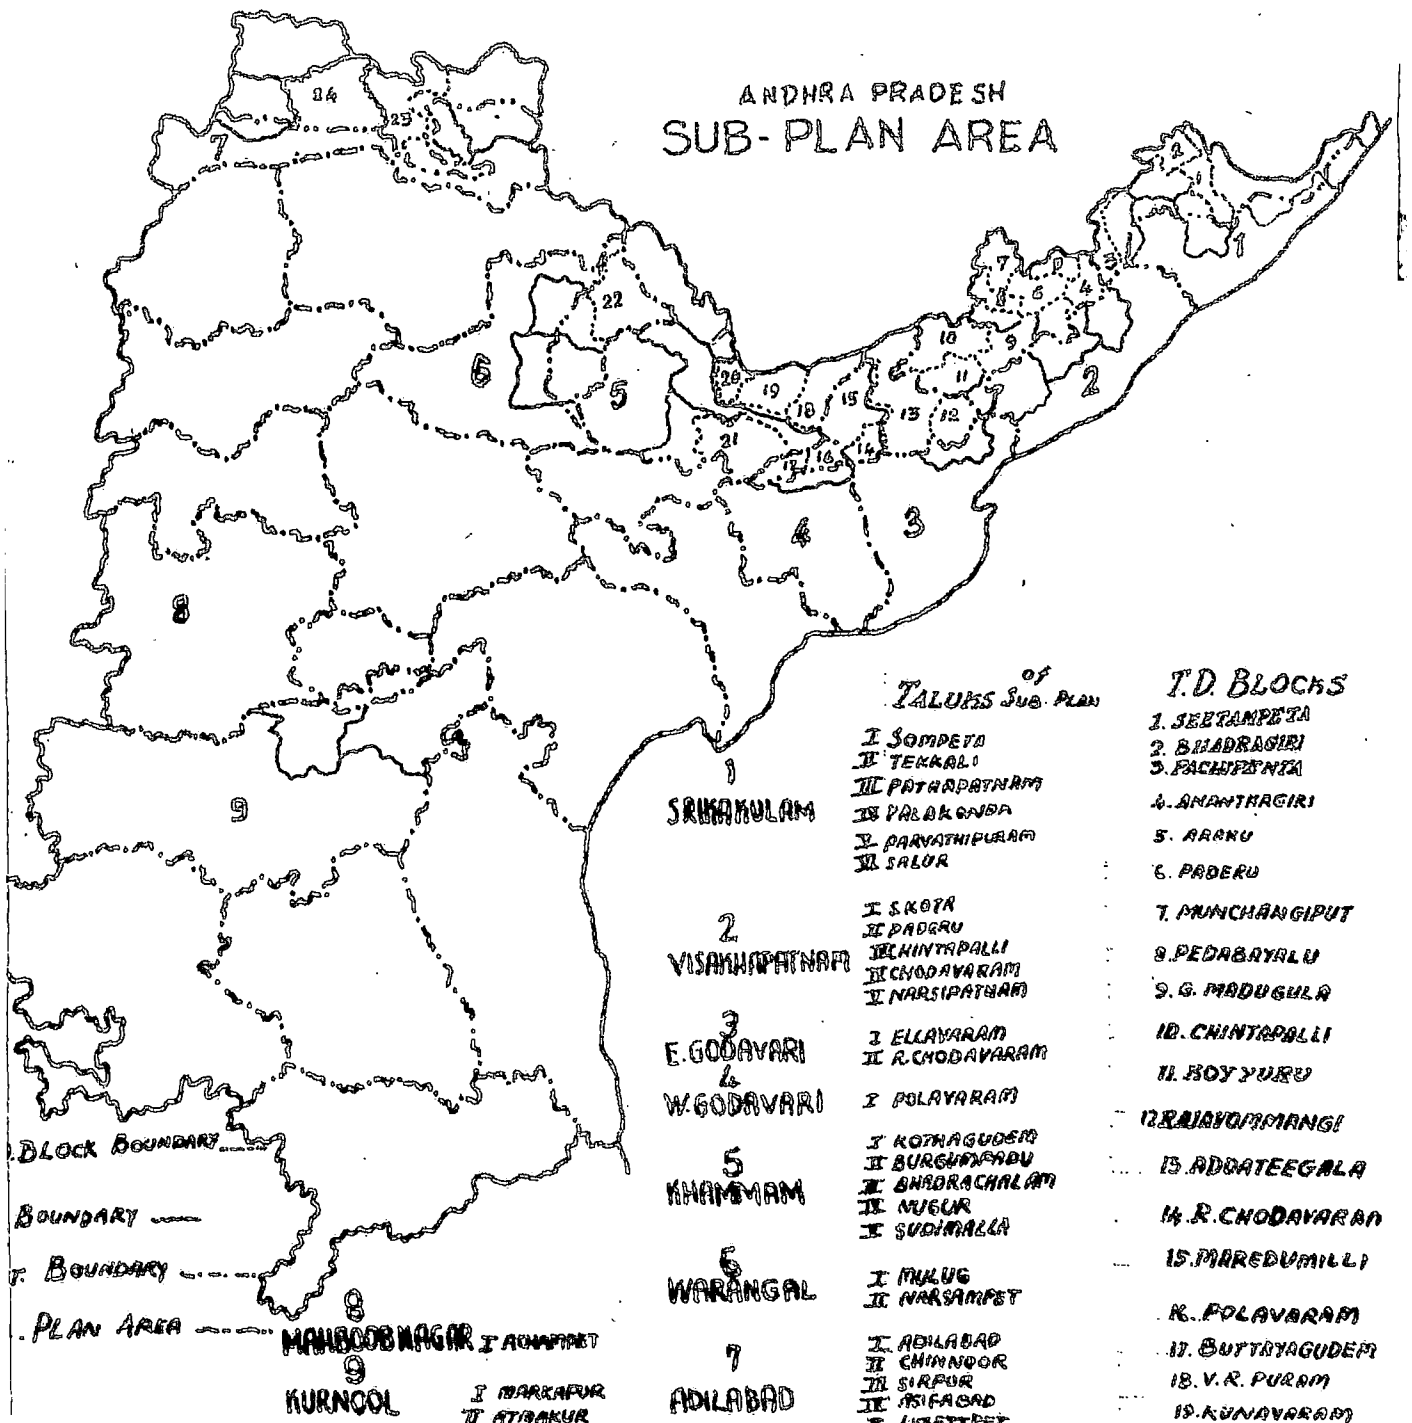 ANDHRA PRADESH
SUB-PLAN AREA
24
23
7
2
1
1
7
8
6
4
3
22
10
9
6
5
20
19
18
15
11
2
13
12
21
17
16
14
4
3
8
9
TALUKS OF SUB-PLAN
1
SRIKAKULAM
I SOMPETA
II TEKKALI
III PATHAPATNAM
IV PALAKONDA
V PARVATHIPURAM
VI SALUR
2
VISAKHAPATNAM
I S.KOTA
II PADERU
III CHINTAPALLI
IV CHODAVARAM
V NARSIPATNAM
3
E.GODAVARI
I ELLAVARAM
II R.CHODAVARAM
4
W.GODAVARI
I POLAVARAM
5
KHAMMAM
I KOTHAGUDEM
II BURGUMPADU
III BHADRACHALAM
IV NUGUR
V SUDIMALLA
6
WARANGAL
I MULUG
II NARSAMPET
7
ADILABAD
I ADILABAD
II CHINNOOR
III SIRPUR
IV ASIFABAD
T.D. BLOCKS
1. SEETAMPETA
2. BHADRAGIRI
3. PACHIPENTA
4. ANANTHAGIRI
5. ARAKU
6. PADERU
7. MUNCHANGIPUT
8. PEDABAYALU
9. G. MADUGULA
10. CHINTAPALLI
11. KOYYURU
12 RAJAVOMMANGI
13. ADDATEEGALA
14. R.CHODAVARAM
15. MAREDUMILLI
16. POLAVARAM
17. BUTTAYAGUDEM
18. V.R. PURAM
19. KUNAVARAM
BLOCK BOUNDARY
BOUNDARY
T. BOUNDARY
PLAN AREA
8
MAHBOOBNAGAR I ACHAMPET
9
KURNOOL
I MARKAPUR
II ATMAKUR